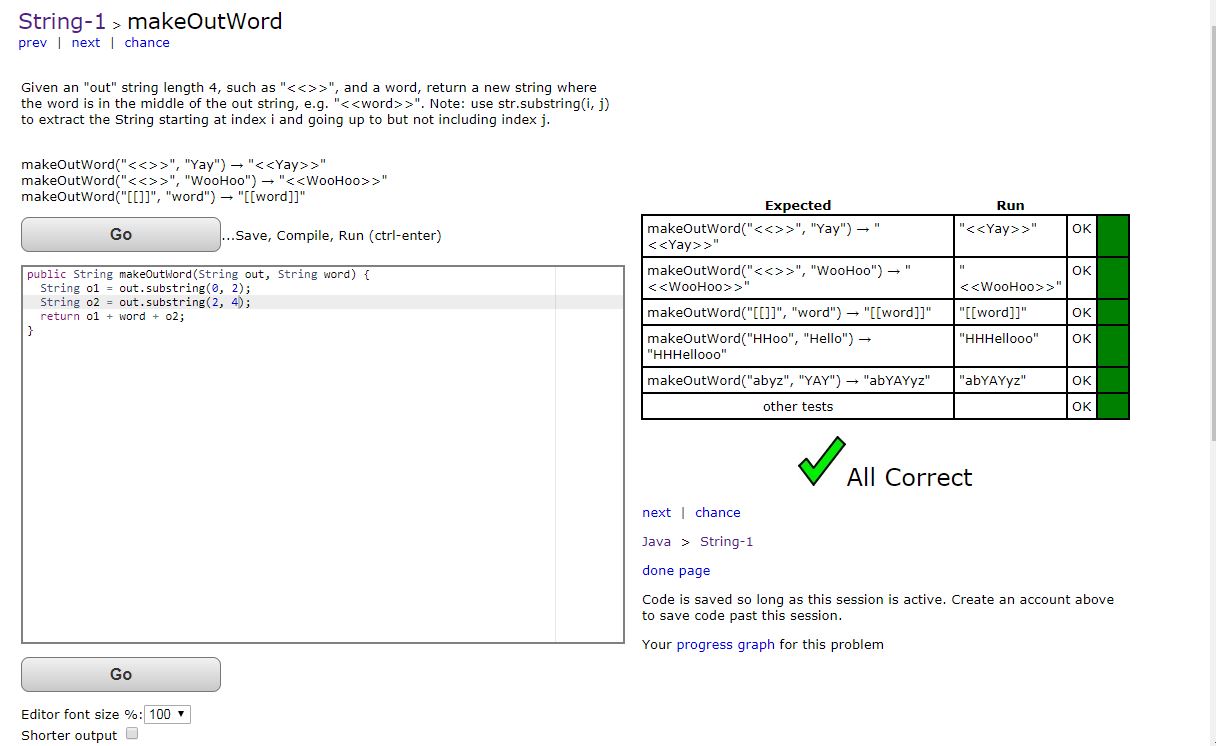 String-1 > makeOutWord
prev | next | chance
Given an "out" string length 4, such as "<<>>", and a word, return a new string where
the word is in the middle of the out string, e.g. "<<word>>". Note: use str.substring(i, j)
to extract the String starting at index i and going up to but not including index j.
makeOutWord("<<>>", "Yay") → "<<Yay>>"
makeOutWord("<<>>", "WooHoo") → "<<WooHoo>>"
makeOutWord("[[]]", "word") → "[[word]]"
Go ...Save, Compile, Run (ctrl-enter)
public String makeOutWord(String out, String word) {
  String o1 = out.substring(0, 2);
  String o2 = out.substring(2, 4);
  return o1 + word + o2;
}
Go
Editor font size %: 100 ▼
Shorter output
Expected Run
makeOutWord("<<>>", "Yay") → "
<<Yay>>"
"<<Yay>>"
OK
makeOutWord("<<>>", "WooHoo") → "
<<WooHoo>>"
"
<<WooHoo>>"
OK
makeOutWord("[[]]", "word") → "[[word]]" "[[word]]" OK
makeOutWord("HHoo", "Hello") →
"HHHellooo"
"HHHellooo"
OK
makeOutWord("abyz", "YAY") → "abYAYyz" "abYAYyz" OK
other tests OK
All Correct
next | chance
Java > String-1
done page
Code is saved so long as this session is active. Create an account above
to save code past this session.
Your progress graph for this problem